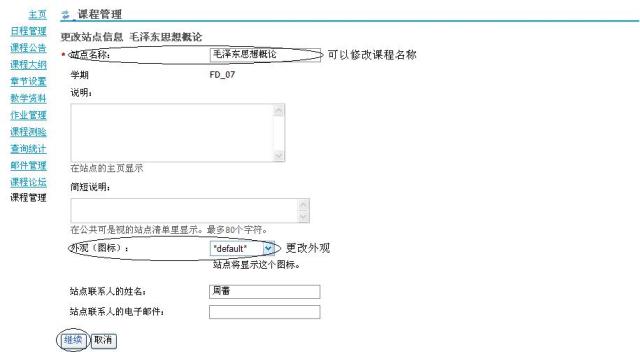 主页
日程管理
课程公告
课程大纲
章节设置
教学资料
作业管理
课程测验
查询统计
邮件管理
课程论坛
课程管理
课程管理
更改站点信息 毛泽东思想概论
* 站点名称： 毛泽东思想概论 可以修改课程名称
学期 FD_07
说明：
在站点的主页显示
简短说明：
在公共可是视的站点清单里显示。最多80个字符。
外观（图标）： *default* 更改外观
站点将显示这个图标。
站点联系人的姓名： 周蕾
站点联系人的电子邮件：
继续 取消